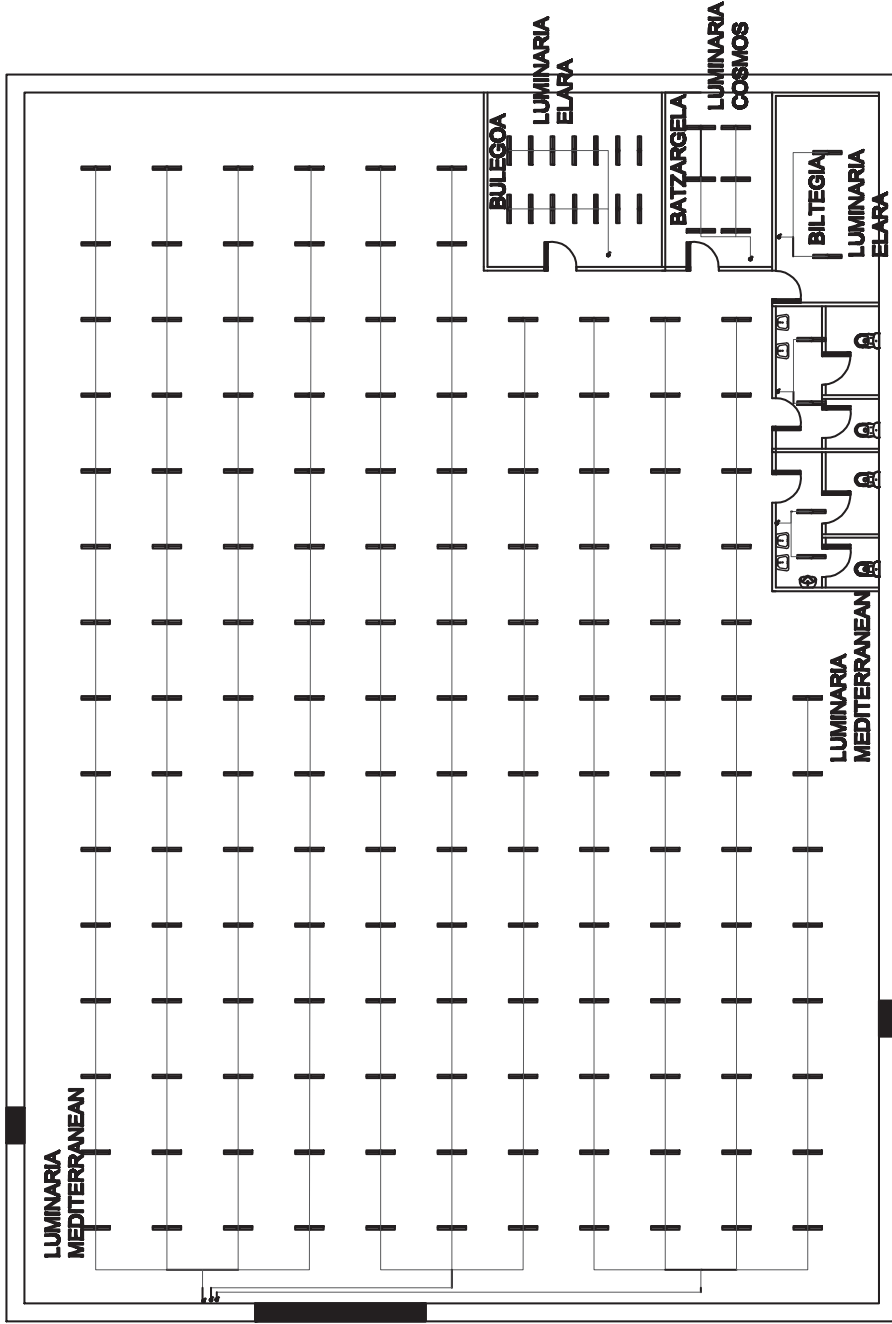 LUMINARIA
MEDITERRANEAN
BULEGOA
LUMINARIA
ELARA
BATZARGELA
LUMINARIA
COSMOS
BILTEGIA
LUMINARIA
ELARA
LUMINARIA
MEDITERRANEAN